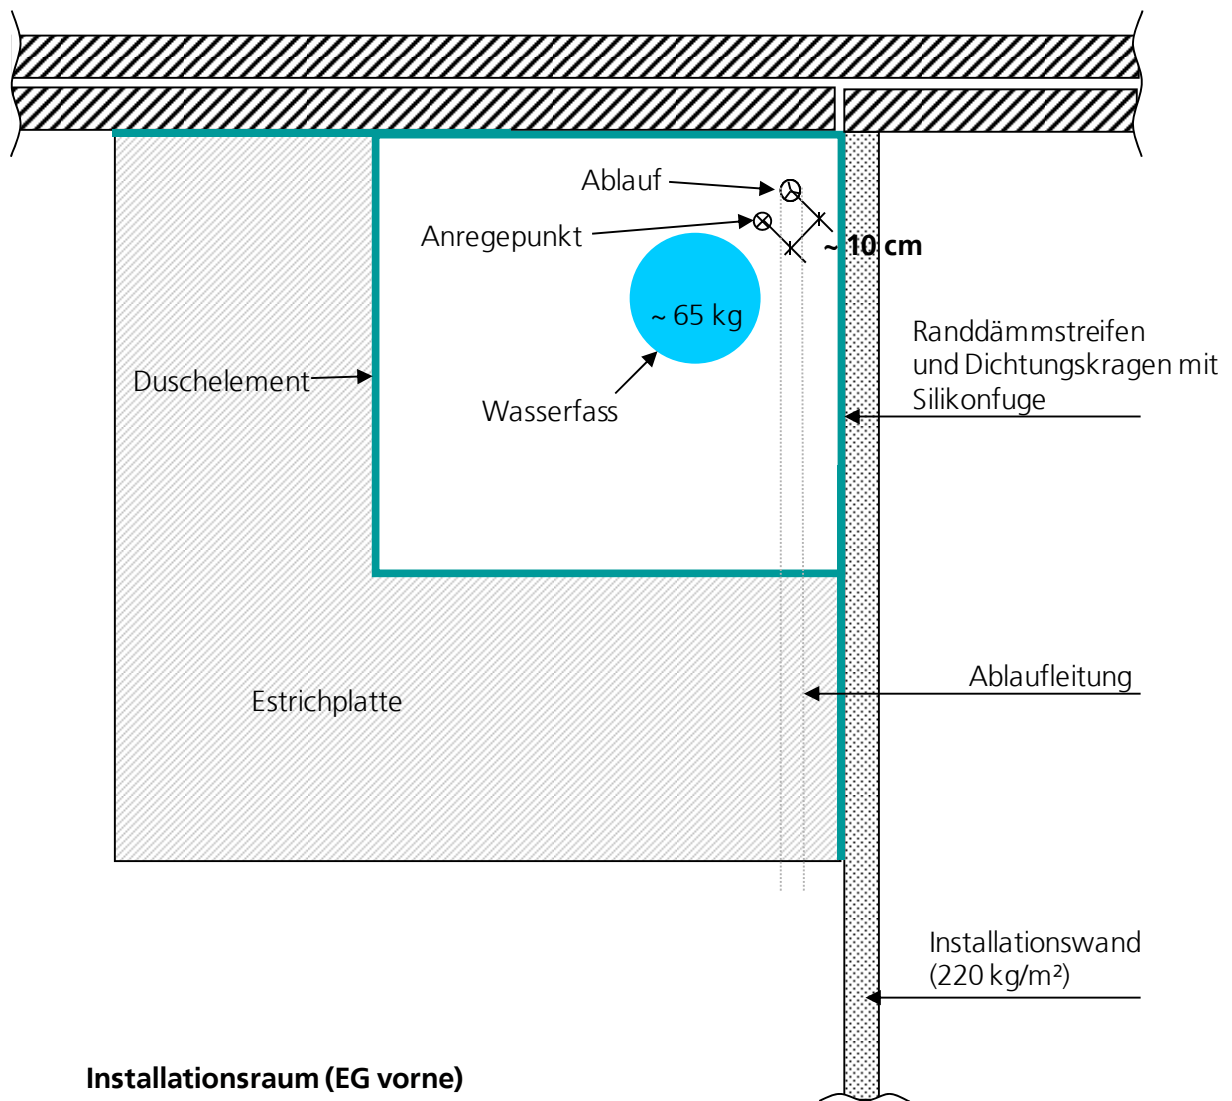 Ablauf
Anregepunkt
~ 10 cm
~ 65 kg
Randdämmstreifen
und Dichtungskragen mit
Silikonfuge
Duschelement
Wasserfass
Ablaufleitung
Estrichplatte
Installationswand
(220 kg/m²)
Installationsraum (EG vorne)